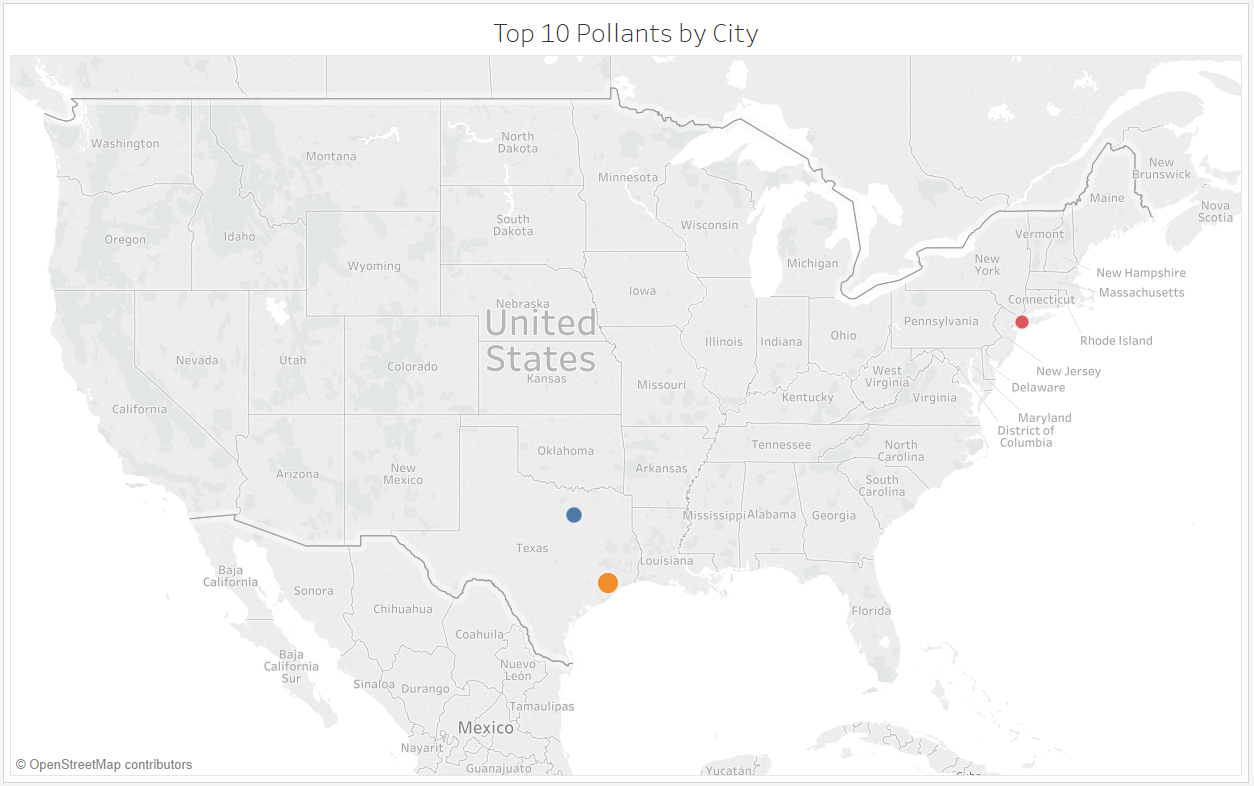 Top 10 Pollants by City
Washington
Montana
North
Dakota
Minnesota
New
Brunswick
Maine
Nova
Scotia
Oregon
Idaho
South
Dakota
Wisconsin
Vermont
Wyoming
Michigan
New
York
New Hampshire
Massachusetts
Iowa
Nebraska
Connecticut
United
States
Pennsylvania
Nevada
Utah
Colorado
Kansas
Illinois
Indiana
Ohio
Rhode Island
Missouri
West
Virginia
New Jersey
Delaware
California
Kentucky
Virginia
Maryland
District of
Columbia
Oklahoma
Tennessee
North
Carolina
Arizona
New
Mexico
Arkansas
South
Carolina
Mississippi
Alabama
Georgia
Texas
Louisiana
Baja
California
Sonora
Chihuahua
Florida
Coahuila
Baja
California
Sur
Nuevo
León
Sinaloa
Durango
Tamaulipas
Mexico
Nayarit
Guanajuato
Yucatán
Cuba
© OpenStreetMap contributors